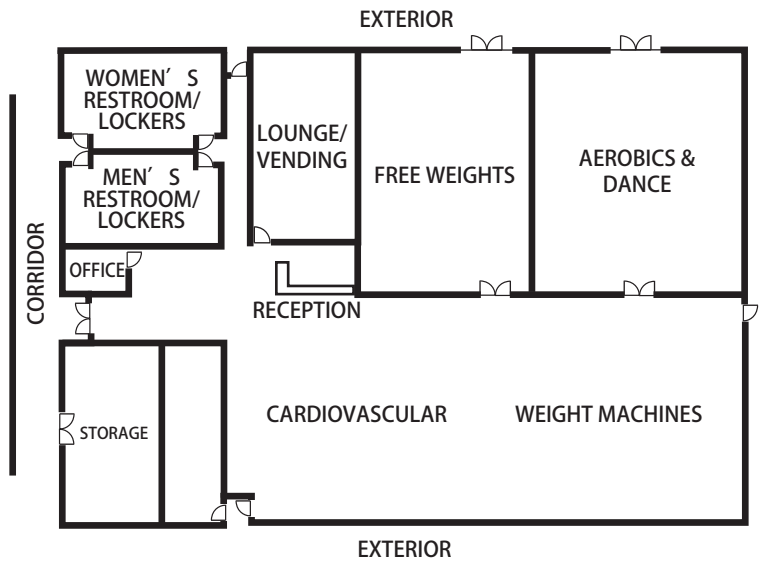 EXTERIOR
WOMEN’S
RESTROOM/
LOCKERS
LOUNGE/
VENDING
FREE WEIGHTS
AEROBICS &
DANCE
MEN’S
RESTROOM/
LOCKERS
OFFICE
CORRIDOR
RECEPTION
CARDIOVASCULAR
WEIGHT MACHINES
STORAGE
EXTERIOR